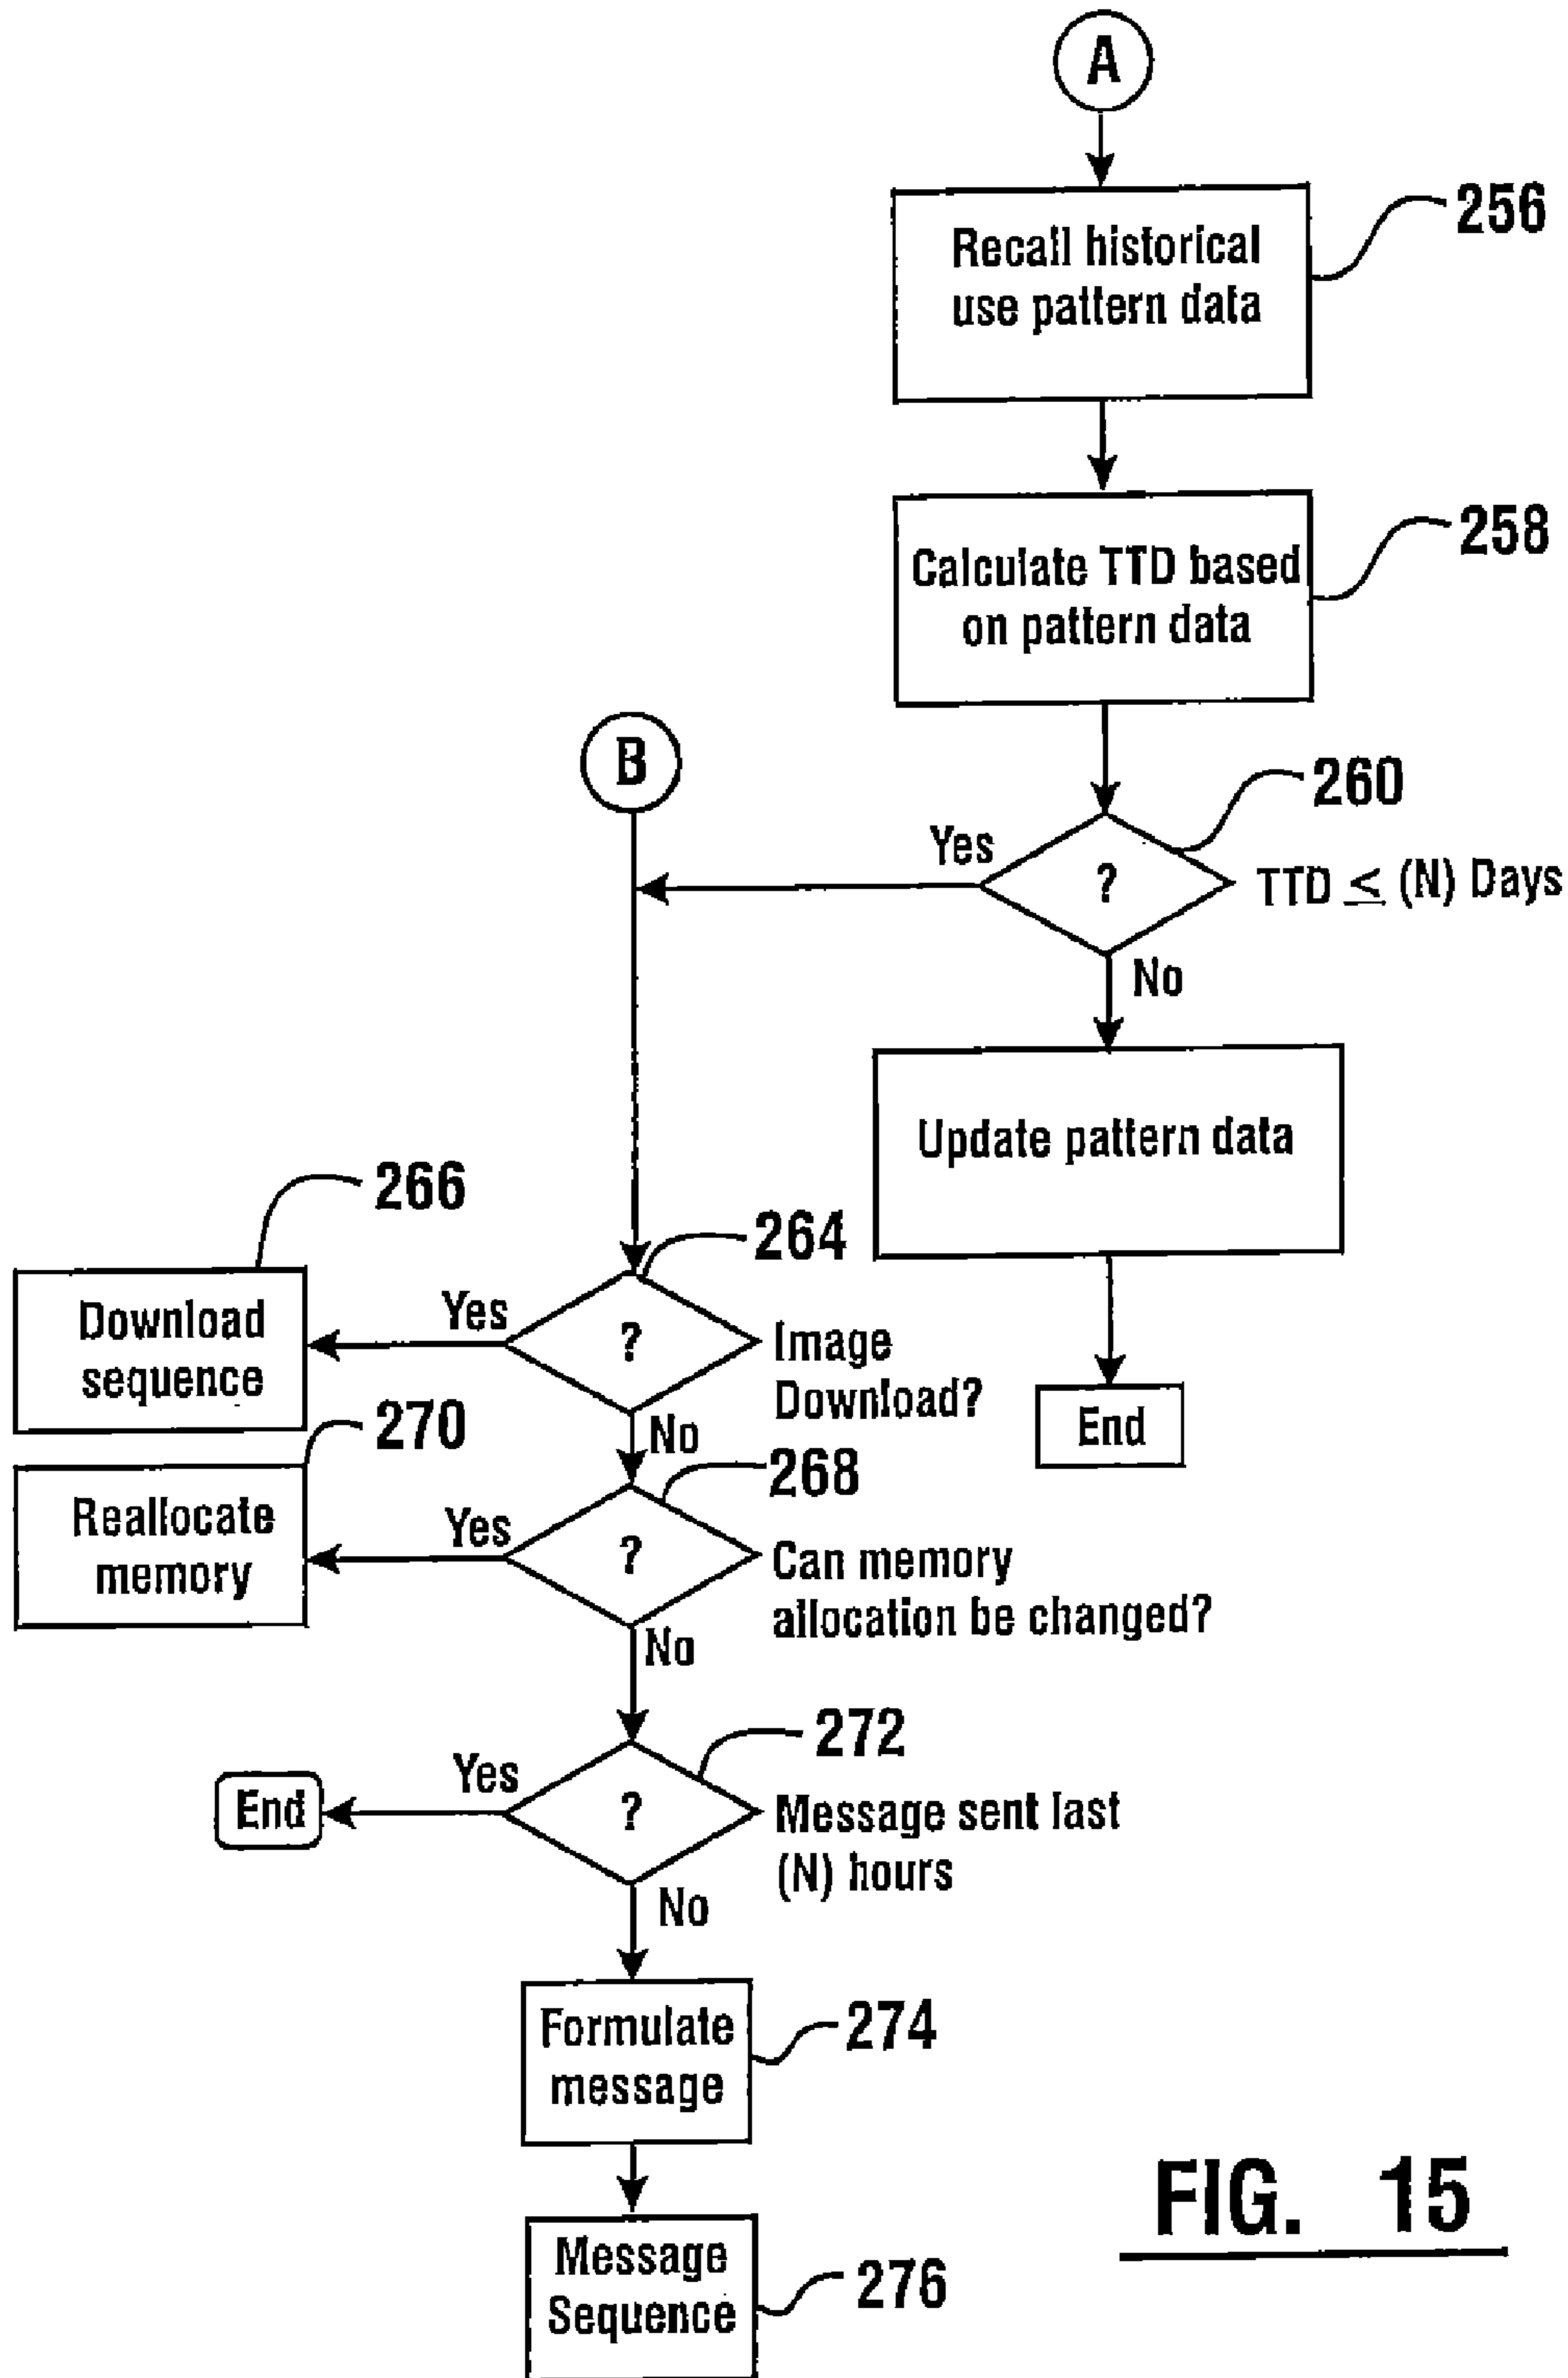 A
Recall historical
use pattern data
256
Calculate TTD based
on pattern data
258
B
260
Yes
?
TTD ≤ (N) Days
No
Update pattern data
End
266
264
Download
sequence
Yes
?
Image
Download?
No
270
268
Reallocate
memory
Yes
?
Can memory
allocation be changed?
No
272
End
Yes
?
Message sent last
(N) hours
No
Formulate
message
274
Message
Sequence
276
FIG. 15